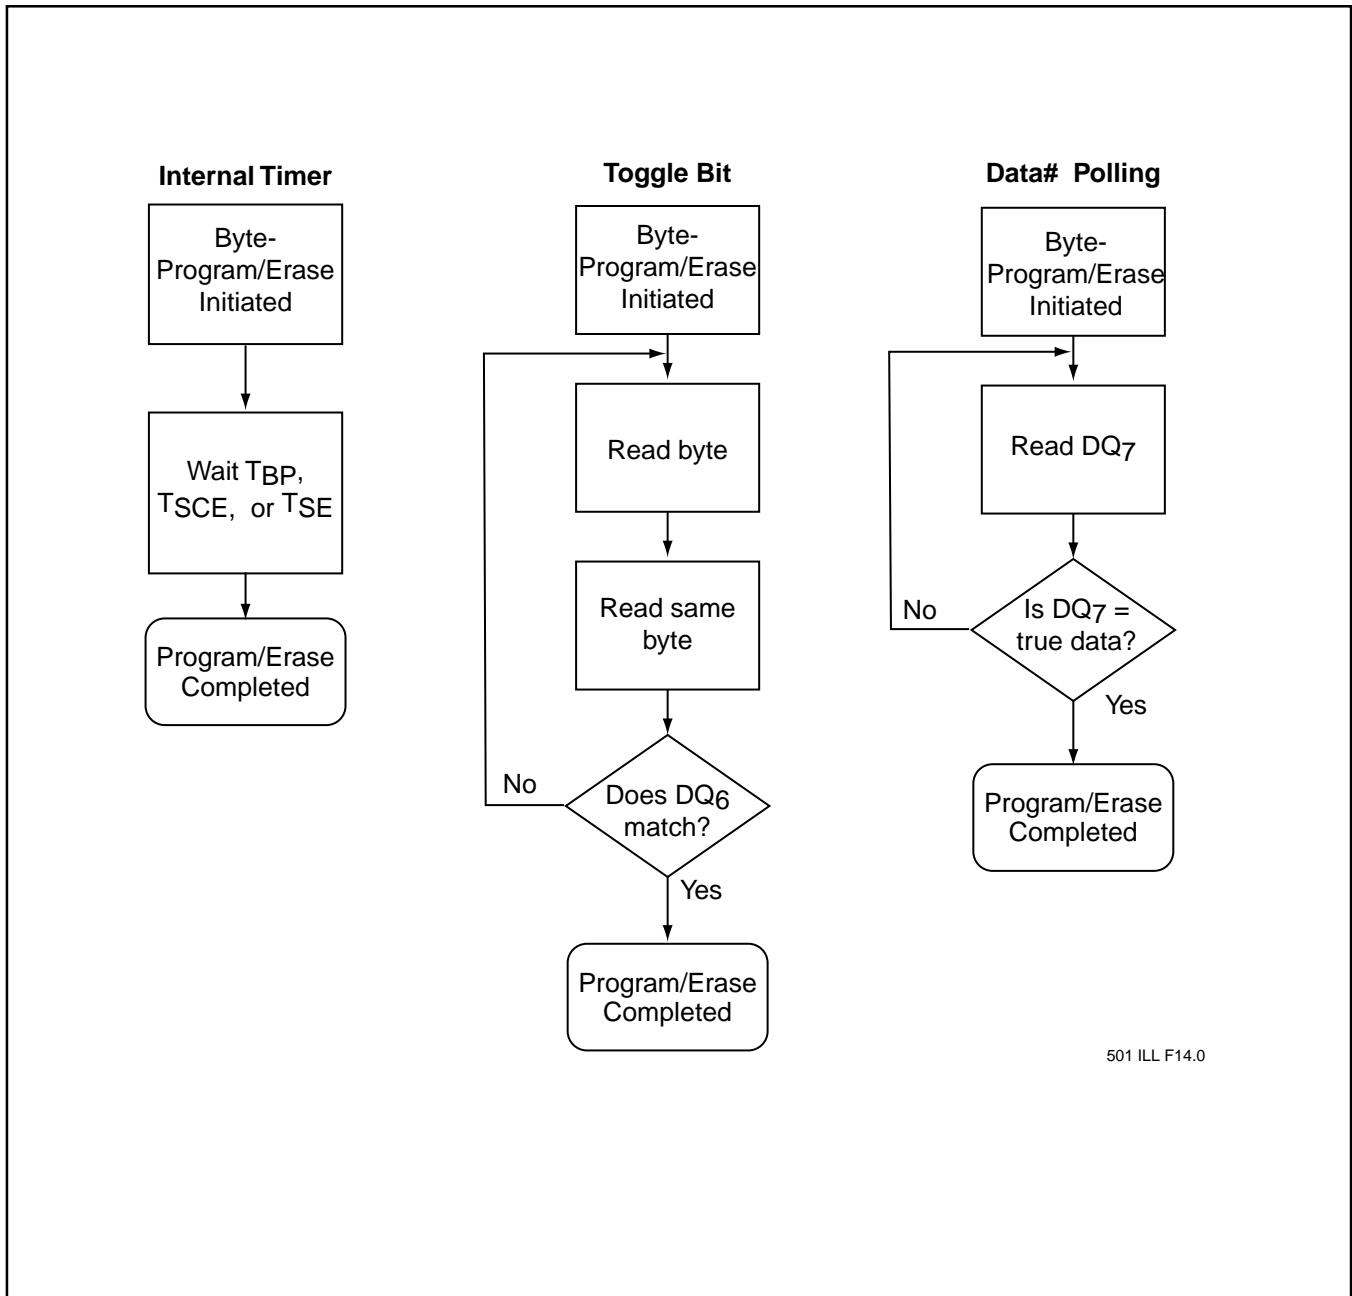 Internal Timer
Byte-
Program/Erase
Initiated
Wait TBP,
TSCE, or TSE
Program/Erase
Completed
Toggle Bit
Byte-
Program/Erase
Initiated
Read byte
Read same
byte
No
Does DQ6
match?
Yes
Program/Erase
Completed
Data# Polling
Byte-
Program/Erase
Initiated
Read DQ7
No
Is DQ7 =
true data?
Yes
Program/Erase
Completed
501 ILL F14.0